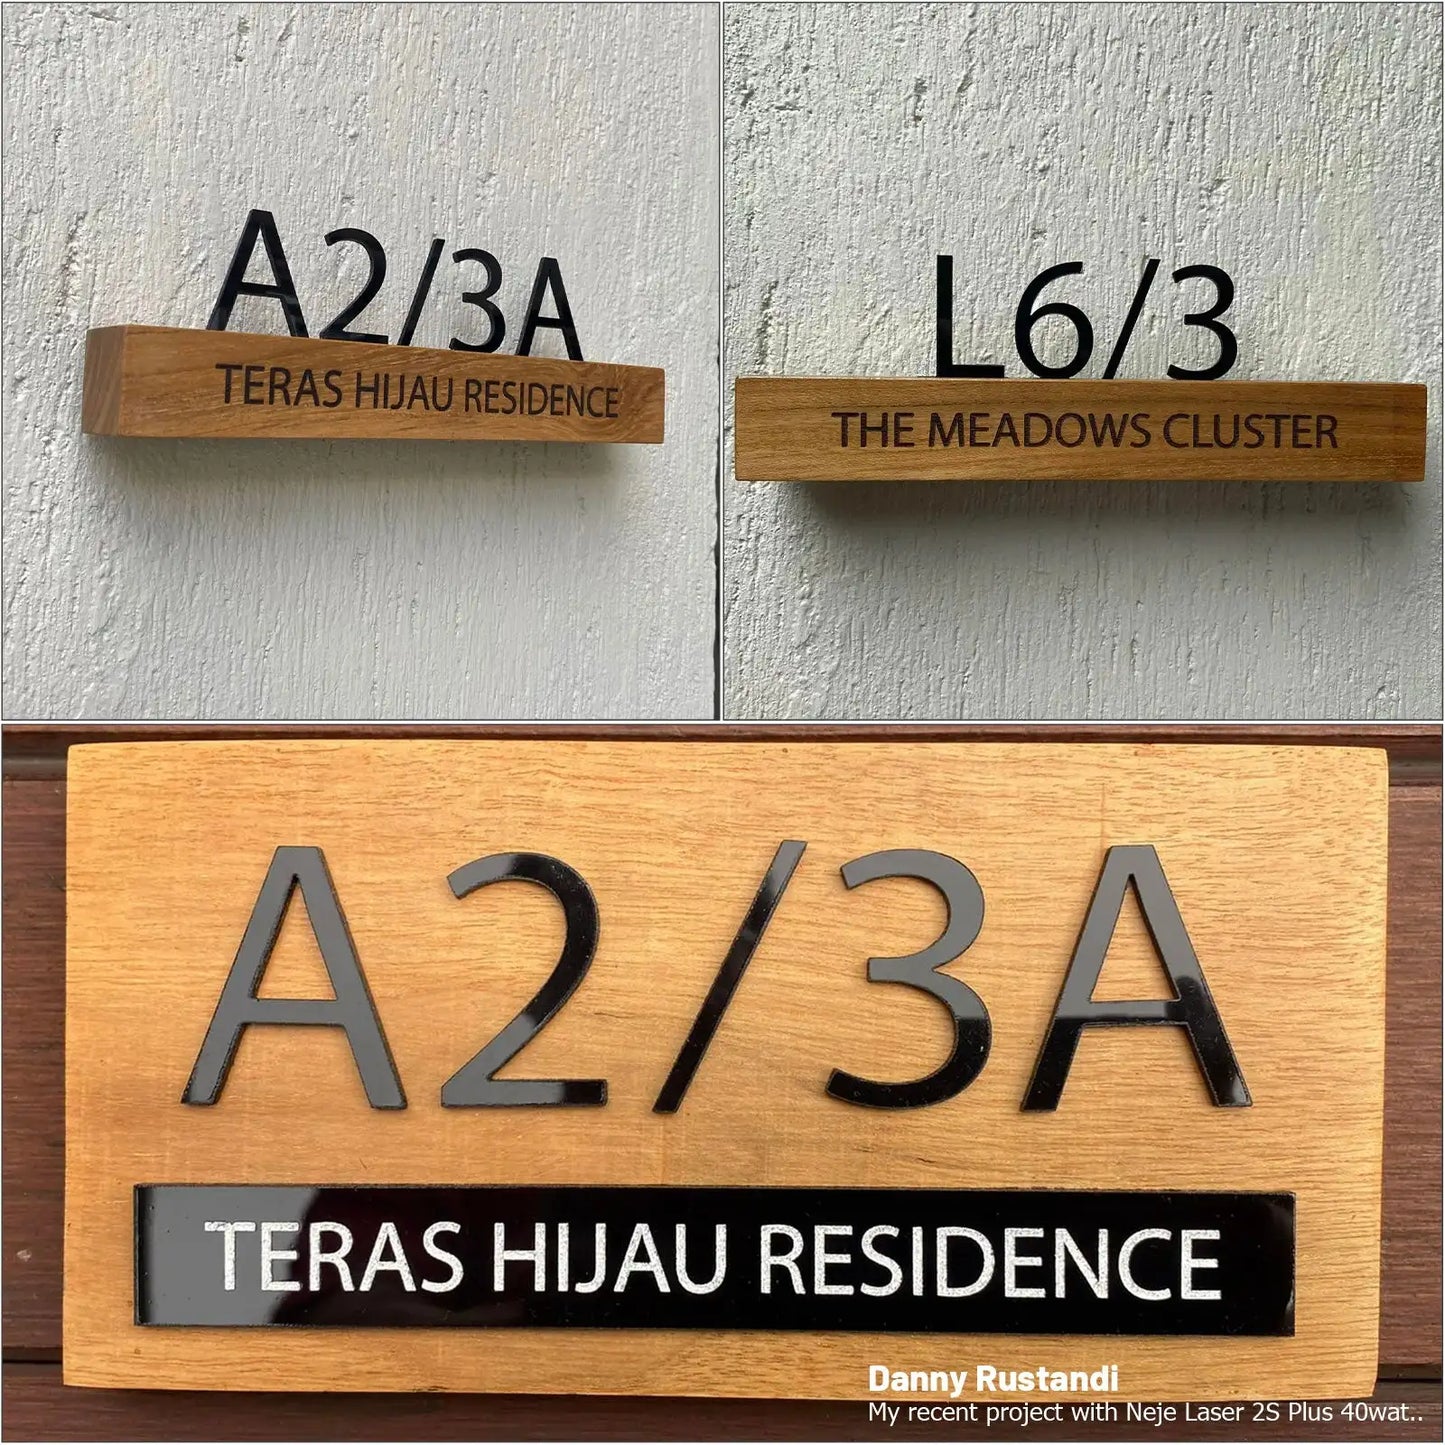 A2/3A
TERAS HIJAU RESIDENCE
L6/3
THE MEADOWS CLUSTER
A2/3A
TERAS HIJAU RESIDENCE
Danny Rustandi
My recent project with Neje Laser 2S Plus 40wat..